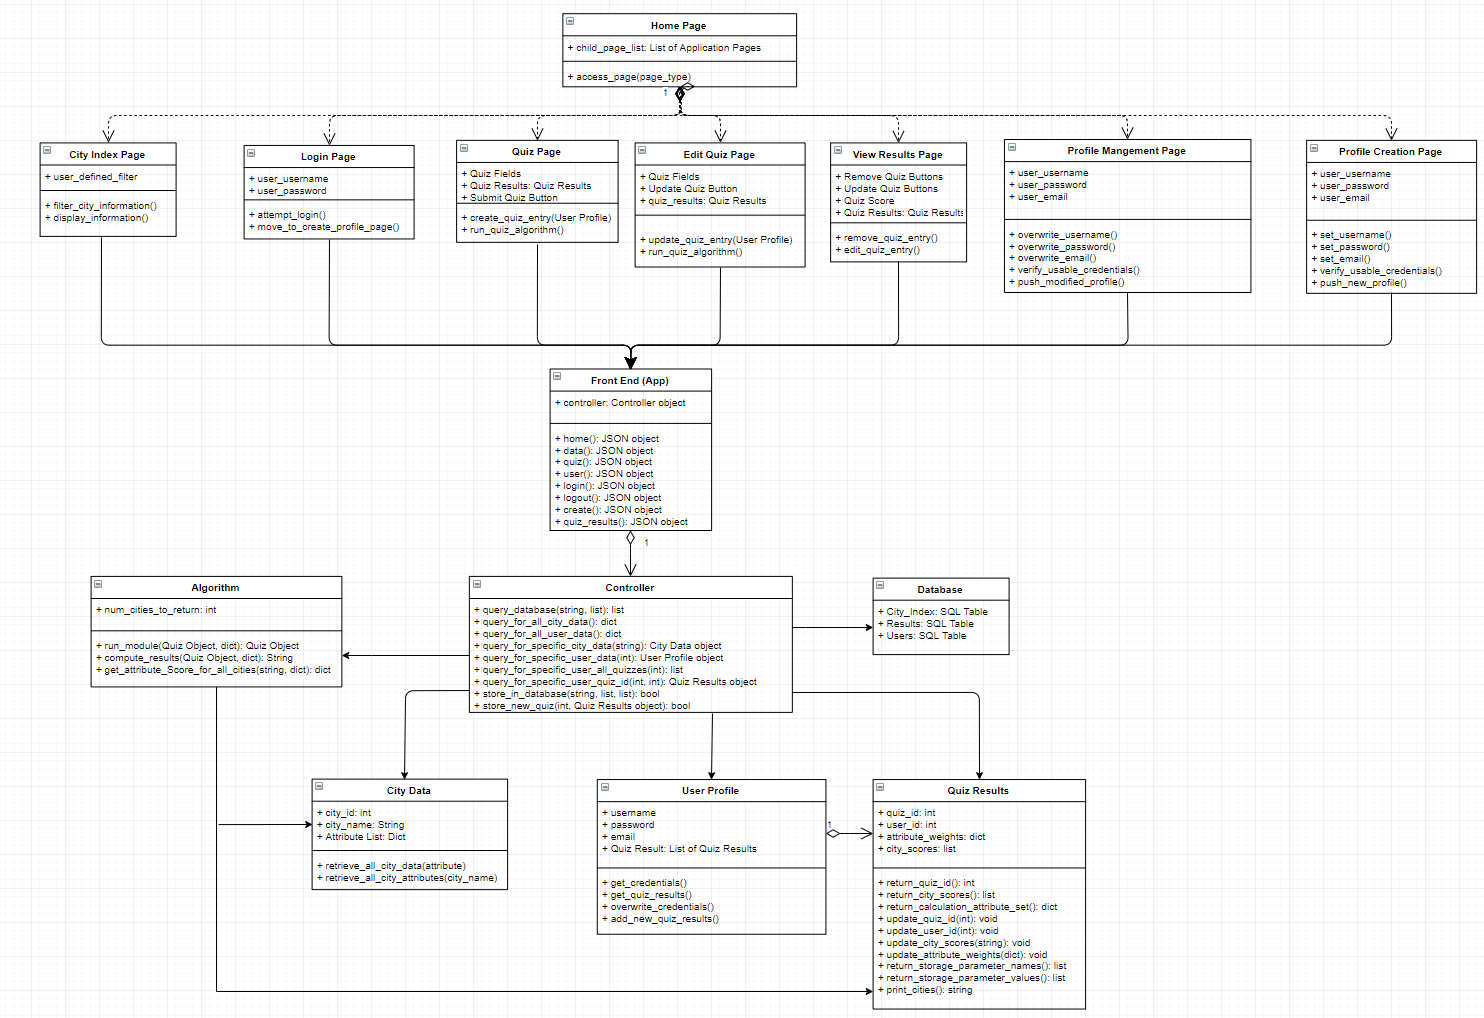 Home Page
+ child_page_list: List of Application Pages
+ access_page(page_type)
1
City Index Page
+ user_defined_filter
+ filter_city_information()
+ display_information()
Login Page
+ user_username
+ user_password
+ attempt_login()
+ move_to_create_profile_page()
Quiz Page
+ Quiz Fields
+ Quiz Results: Quiz Results
+ Submit Quiz Button
+ create_quiz_entry(User Profile)
+ run_quiz_algorithm()
Edit Quiz Page
+ Quiz Fields
+ Update Quiz Button
+ quiz_results: Quiz Results
+ update_quiz_entry(User Profile)
+ run_quiz_algorithm()
View Results Page
+ Remove Quiz Buttons
+ Update Quiz Buttons
+ Quiz Score
+ Quiz Results: Quiz Results
+ remove_quiz_entry()
+ edit_quiz_entry()
Profile Mangement Page
+ user_username
+ user_password
+ user_email
+ overwrite_username()
+ overwrite_password()
+ overwrite_email()
+ verify_usable_credentials()
+ push_modified_profile()
Profile Creation Page
+ user_username
+ user_password
+ user_email
+ set_username()
+ set_password()
+ set_email()
+ verify_usable_credentials()
+ push_new_profile()
Front End (App)
+ controller: Controller object
+ home(): JSON object
+ data(): JSON object
+ quiz(): JSON object
+ user(): JSON object
+ login(): JSON object
+ logout(): JSON object
+ create(): JSON object
+ quiz_results(): JSON object
1
Algorithm
+ num_cities_to_return: int
+ run_module(Quiz Object, dict): Quiz Object
+ compute_results(Quiz Object, dict): String
+ get_attribute_Score_for_all_cities(string, dict): dict
Controller
+ query_database(string, list): list
+ query_for_all_city_data(): dict
+ query_for_all_user_data(): dict
+ query_for_specific_city_data(string): City Data object
+ query_for_specific_user_data(int): User Profile object
+ query_for_specific_user_all_quizzes(int): list
+ query_for_specific_user_quiz_id(int, int): Quiz Results object
+ store_in_database(string, list, list): bool
+ store_new_quiz(int, Quiz Results object): bool
Database
+ City_Index: SQL Table
+ Results: SQL Table
+ Users: SQL Table
City Data
+ city_id: int
+ city_name: String
+ Attribute List: Dict
+ retrieve_all_city_data(attribute)
+ retrieve_all_city_attributes(city_name)
User Profile
+ username
+ password
+ email
+ Quiz Result: List of Quiz Results
+ get_credentials()
+ get_quiz_results()
+ overwrite_credentials()
+ add_new_quiz_results()
1
Quiz Results
+ quiz_id: int
+ user_id: int
+ attribute_weights: dict
+ city_scores: list
+ return_quiz_id(): int
+ return_city_scores(): list
+ return_calculation_attribute_set(): dict
+ update_quiz_id(int): void
+ update_user_id(int): void
+ update_city_scores(string): void
+ update_attribute_weights(dict): void
+ return_storage_parameter_names(): list
+ return_storage_parameter_values(): list
+ print_cities(): string